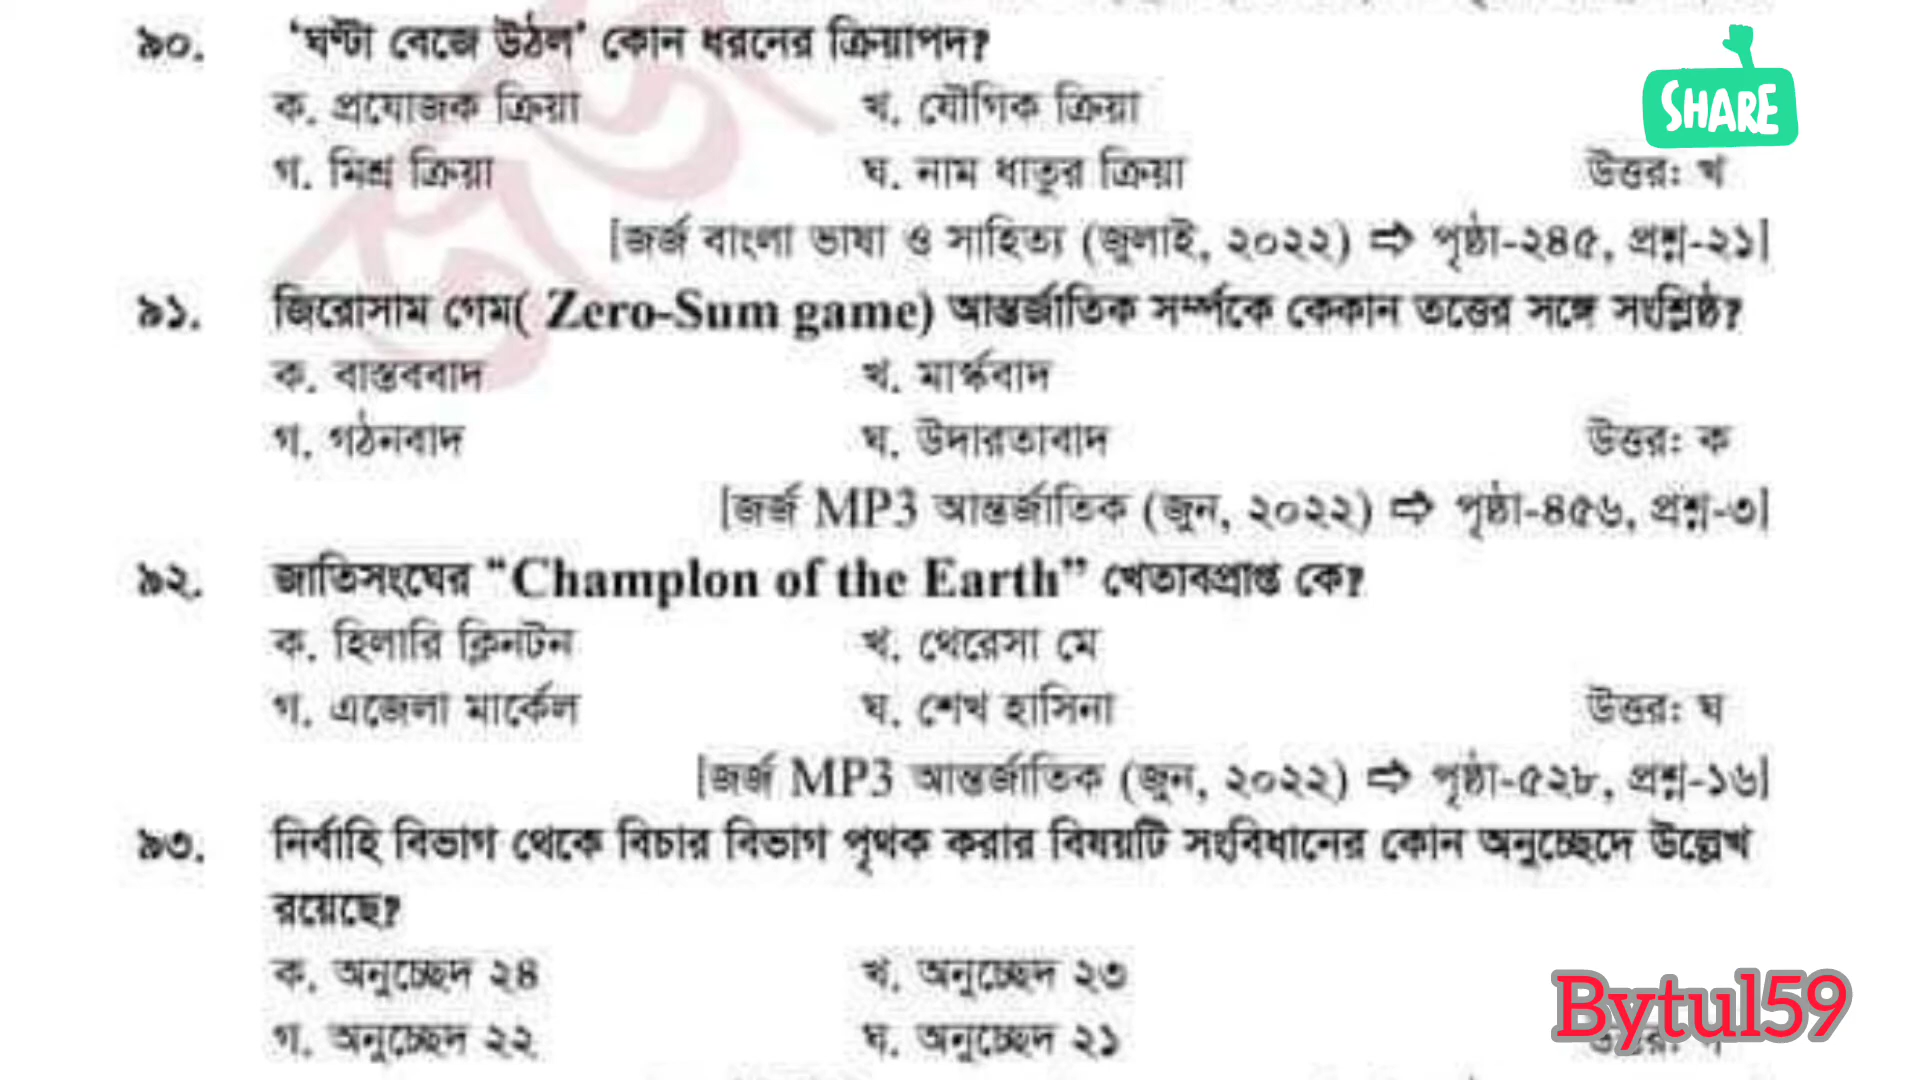 ৯০. ‘ঘণ্টা বেজে উঠল’ কোন ধরনের ক্রিয়াপদ?
SHARE
ক. প্রযোজক ক্রিয়া খ. যৌগিক ক্রিয়া
গ. মিশ্র ক্রিয়া ঘ. নাম ধাতুর ক্রিয়া উত্তর: খ
[জর্জ বাংলা ভাষা ও সাহিত্য (জুলাই, ২০২২) ⇨ পৃষ্ঠা-২৪৫, প্রশ্ন-২১]
৯১. জিরোসাম গেম( Zero-Sum game) আন্তর্জাতিক সর্ম্পকে কেকান তত্তের সঙ্গে সংশ্লিষ্ঠ?
ক. বাস্তববাদ খ. মার্ক্সবাদ
গ. গঠনবাদ ঘ. উদারতাবাদ উত্তর: ক
[জর্জ MP3 আন্তর্জাতিক (জুন, ২০২২) ⇨ পৃষ্ঠা-৪৫৬, প্রশ্ন-৩]
৯২. জাতিসংঘের “Champlon of the Earth” খেতাবপ্রাপ্ত কে?
ক. হিলারি ক্লিনটন খ. থেরেসা মে
গ. এজেলা মার্কেল ঘ. শেখ হাসিনা উত্তর: ঘ
[জর্জ MP3 আন্তর্জাতিক (জুন, ২০২২) ⇨ পৃষ্ঠা-৫২৮, প্রশ্ন-১৬]
৯৩. নির্বাহি বিভাগ থেকে বিচার বিভাগ পৃথক করার বিষয়টি সংবিধানের কোন অনুচ্ছেদে উল্লেখ
রয়েছে?
ক. অনুচ্ছেদ ২৪ খ. অনুচ্ছেদ ২৩
Bytul59
গ. অনুচ্ছেদ ২২ ঘ. অনুচ্ছেদ ২১